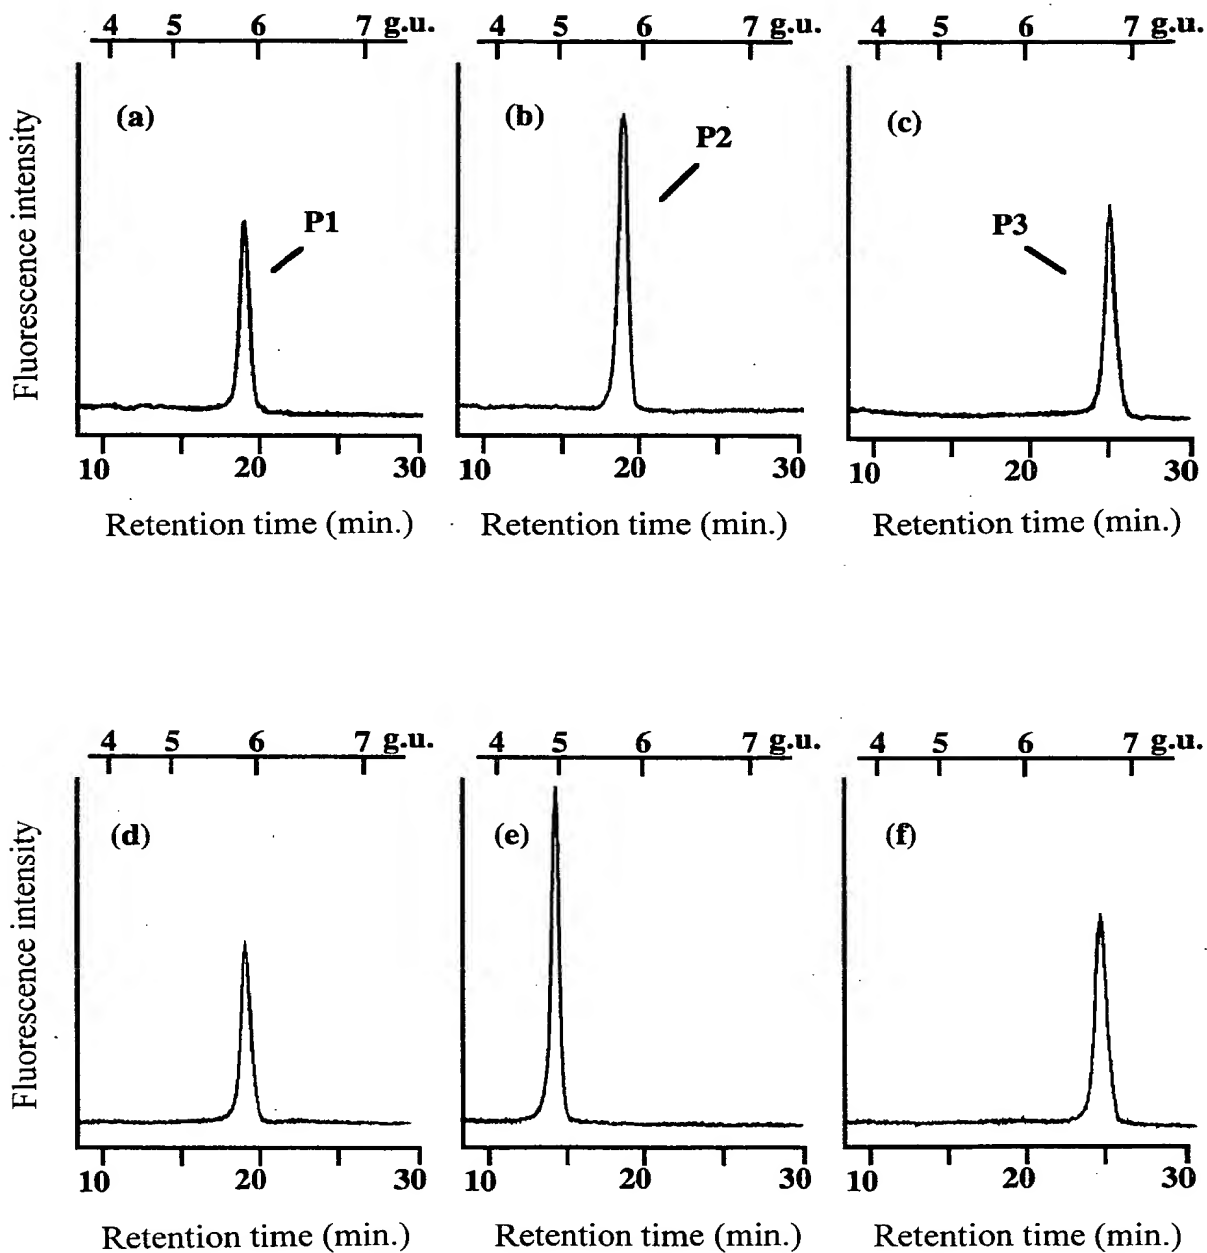 4 5 6 7 g.u. 4 5 6 7 g.u. 4 5 6 7 g.u.
(a) (b) (c)
P1 P2 P3
Fluorescence intensity
10 20 30 10 20 30 10 20 30
Retention time (min.) Retention time (min.) Retention time (min.)
4 5 6 7 g.u. 4 5 6 7 g.u. 4 5 6 7 g.u.
(d) (e) (f)
Fluorescence intensity
10 20 30 10 20 30 10 20 30
Retention time (min.) Retention time (min.) Retention time (min.)